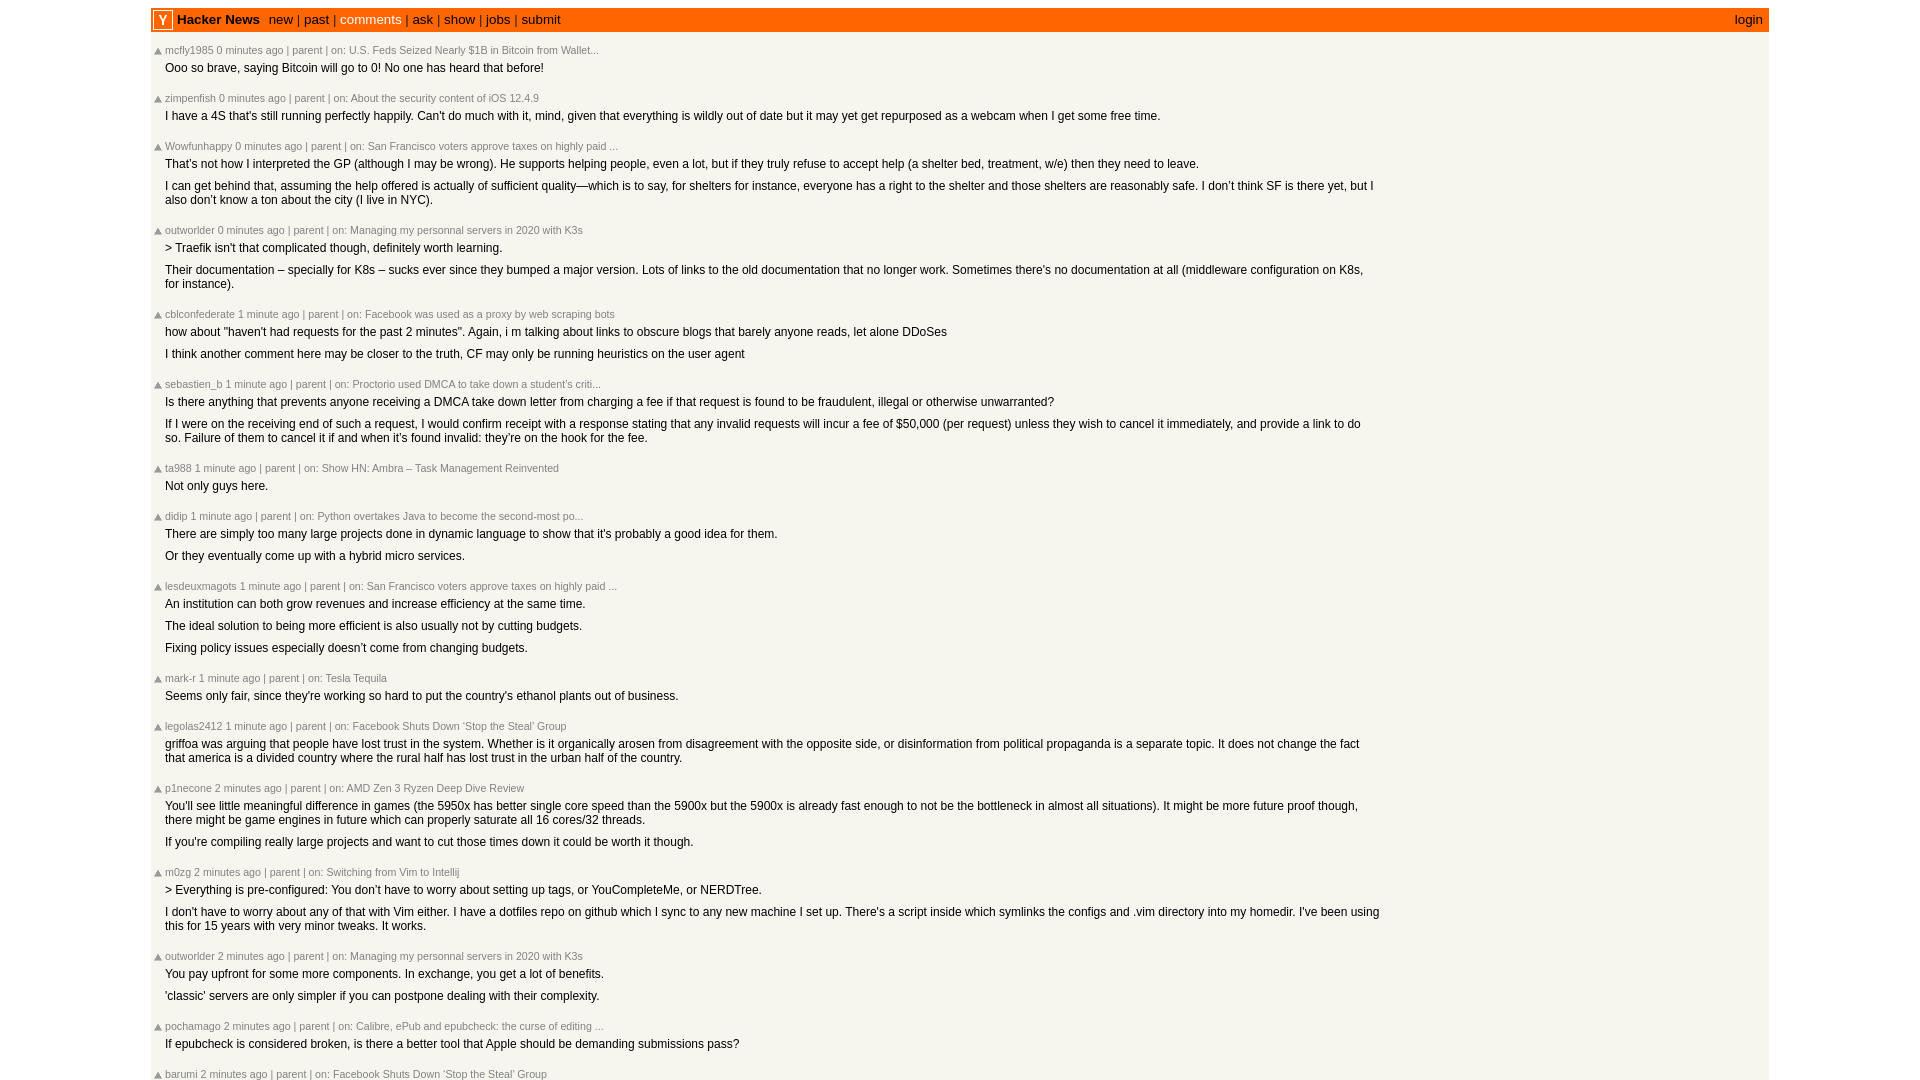 Y Hacker News new | past | comments | ask | show | jobs | submit login
mcfly1985 0 minutes ago | parent | on: U.S. Feds Seized Nearly $1B in Bitcoin from Wallet...
Ooo so brave, saying Bitcoin will go to 0! No one has heard that before!
zimpenfish 0 minutes ago | parent | on: About the security content of iOS 12.4.9
I have a 4S that's still running perfectly happily. Can't do much with it, mind, given that everything is wildly out of date but it may yet get repurposed as a webcam when I get some free time.
Wowfunhappy 0 minutes ago | parent | on: San Francisco voters approve taxes on highly paid ...
That’s not how I interpreted the GP (although I may be wrong). He supports helping people, even a lot, but if they truly refuse to accept help (a shelter bed, treatment, w/e) then they need to leave.
I can get behind that, assuming the help offered is actually of sufficient quality—which is to say, for shelters for instance, everyone has a right to the shelter and those shelters are reasonably safe. I don’t think SF is there yet, but I
also don’t know a ton about the city (I live in NYC).
outworlder 0 minutes ago | parent | on: Managing my personnal servers in 2020 with K3s
> Traefik isn't that complicated though, definitely worth learning.
Their documentation – specially for K8s – sucks ever since they bumped a major version. Lots of links to the old documentation that no longer work. Sometimes there's no documentation at all (middleware configuration on K8s,
for instance).
cblconfederate 1 minute ago | parent | on: Facebook was used as a proxy by web scraping bots
how about "haven't had requests for the past 2 minutes". Again, i m talking about links to obscure blogs that barely anyone reads, let alone DDoSes
I think another comment here may be closer to the truth, CF may only be running heuristics on the user agent
sebastien_b 1 minute ago | parent | on: Proctorio used DMCA to take down a student’s criti...
Is there anything that prevents anyone receiving a DMCA take down letter from charging a fee if that request is found to be fraudulent, illegal or otherwise unwarranted?
If I were on the receiving end of such a request, I would confirm receipt with a response stating that any invalid requests will incur a fee of $50,000 (per request) unless they wish to cancel it immediately, and provide a link to do
so. Failure of them to cancel it if and when it’s found invalid: they’re on the hook for the fee.
ta988 1 minute ago | parent | on: Show HN: Ambra – Task Management Reinvented
Not only guys here.
didip 1 minute ago | parent | on: Python overtakes Java to become the second-most po...
There are simply too many large projects done in dynamic language to show that it's probably a good idea for them.
Or they eventually come up with a hybrid micro services.
lesdeuxmagots 1 minute ago | parent | on: San Francisco voters approve taxes on highly paid ...
An institution can both grow revenues and increase efficiency at the same time.
The ideal solution to being more efficient is also usually not by cutting budgets.
Fixing policy issues especially doesn’t come from changing budgets.
mark-r 1 minute ago | parent | on: Tesla Tequila
Seems only fair, since they're working so hard to put the country's ethanol plants out of business.
legolas2412 1 minute ago | parent | on: Facebook Shuts Down ‘Stop the Steal’ Group
griffoa was arguing that people have lost trust in the system. Whether is it organically arosen from disagreement with the opposite side, or disinformation from political propaganda is a separate topic. It does not change the fact
that america is a divided country where the rural half has lost trust in the urban half of the country.
p1necone 2 minutes ago | parent | on: AMD Zen 3 Ryzen Deep Dive Review
You'll see little meaningful difference in games (the 5950x has better single core speed than the 5900x but the 5900x is already fast enough to not be the bottleneck in almost all situations). It might be more future proof though,
there might be game engines in future which can properly saturate all 16 cores/32 threads.
If you're compiling really large projects and want to cut those times down it could be worth it though.
m0zg 2 minutes ago | parent | on: Switching from Vim to Intellij
> Everything is pre-configured: You don’t have to worry about setting up tags, or YouCompleteMe, or NERDTree.
I don't have to worry about any of that with Vim either. I have a dotfiles repo on github which I sync to any new machine I set up. There's a script inside which symlinks the configs and .vim directory into my homedir. I've been using
this for 15 years with very minor tweaks. It works.
outworlder 2 minutes ago | parent | on: Managing my personnal servers in 2020 with K3s
You pay upfront for some more components. In exchange, you get a lot of benefits.
'classic' servers are only simpler if you can postpone dealing with their complexity.
pochamago 2 minutes ago | parent | on: Calibre, ePub and epubcheck: the curse of editing ...
If epubcheck is considered broken, is there a better tool that Apple should be demanding submissions pass?
barumi 2 minutes ago | parent | on: Facebook Shuts Down ‘Stop the Steal’ Group